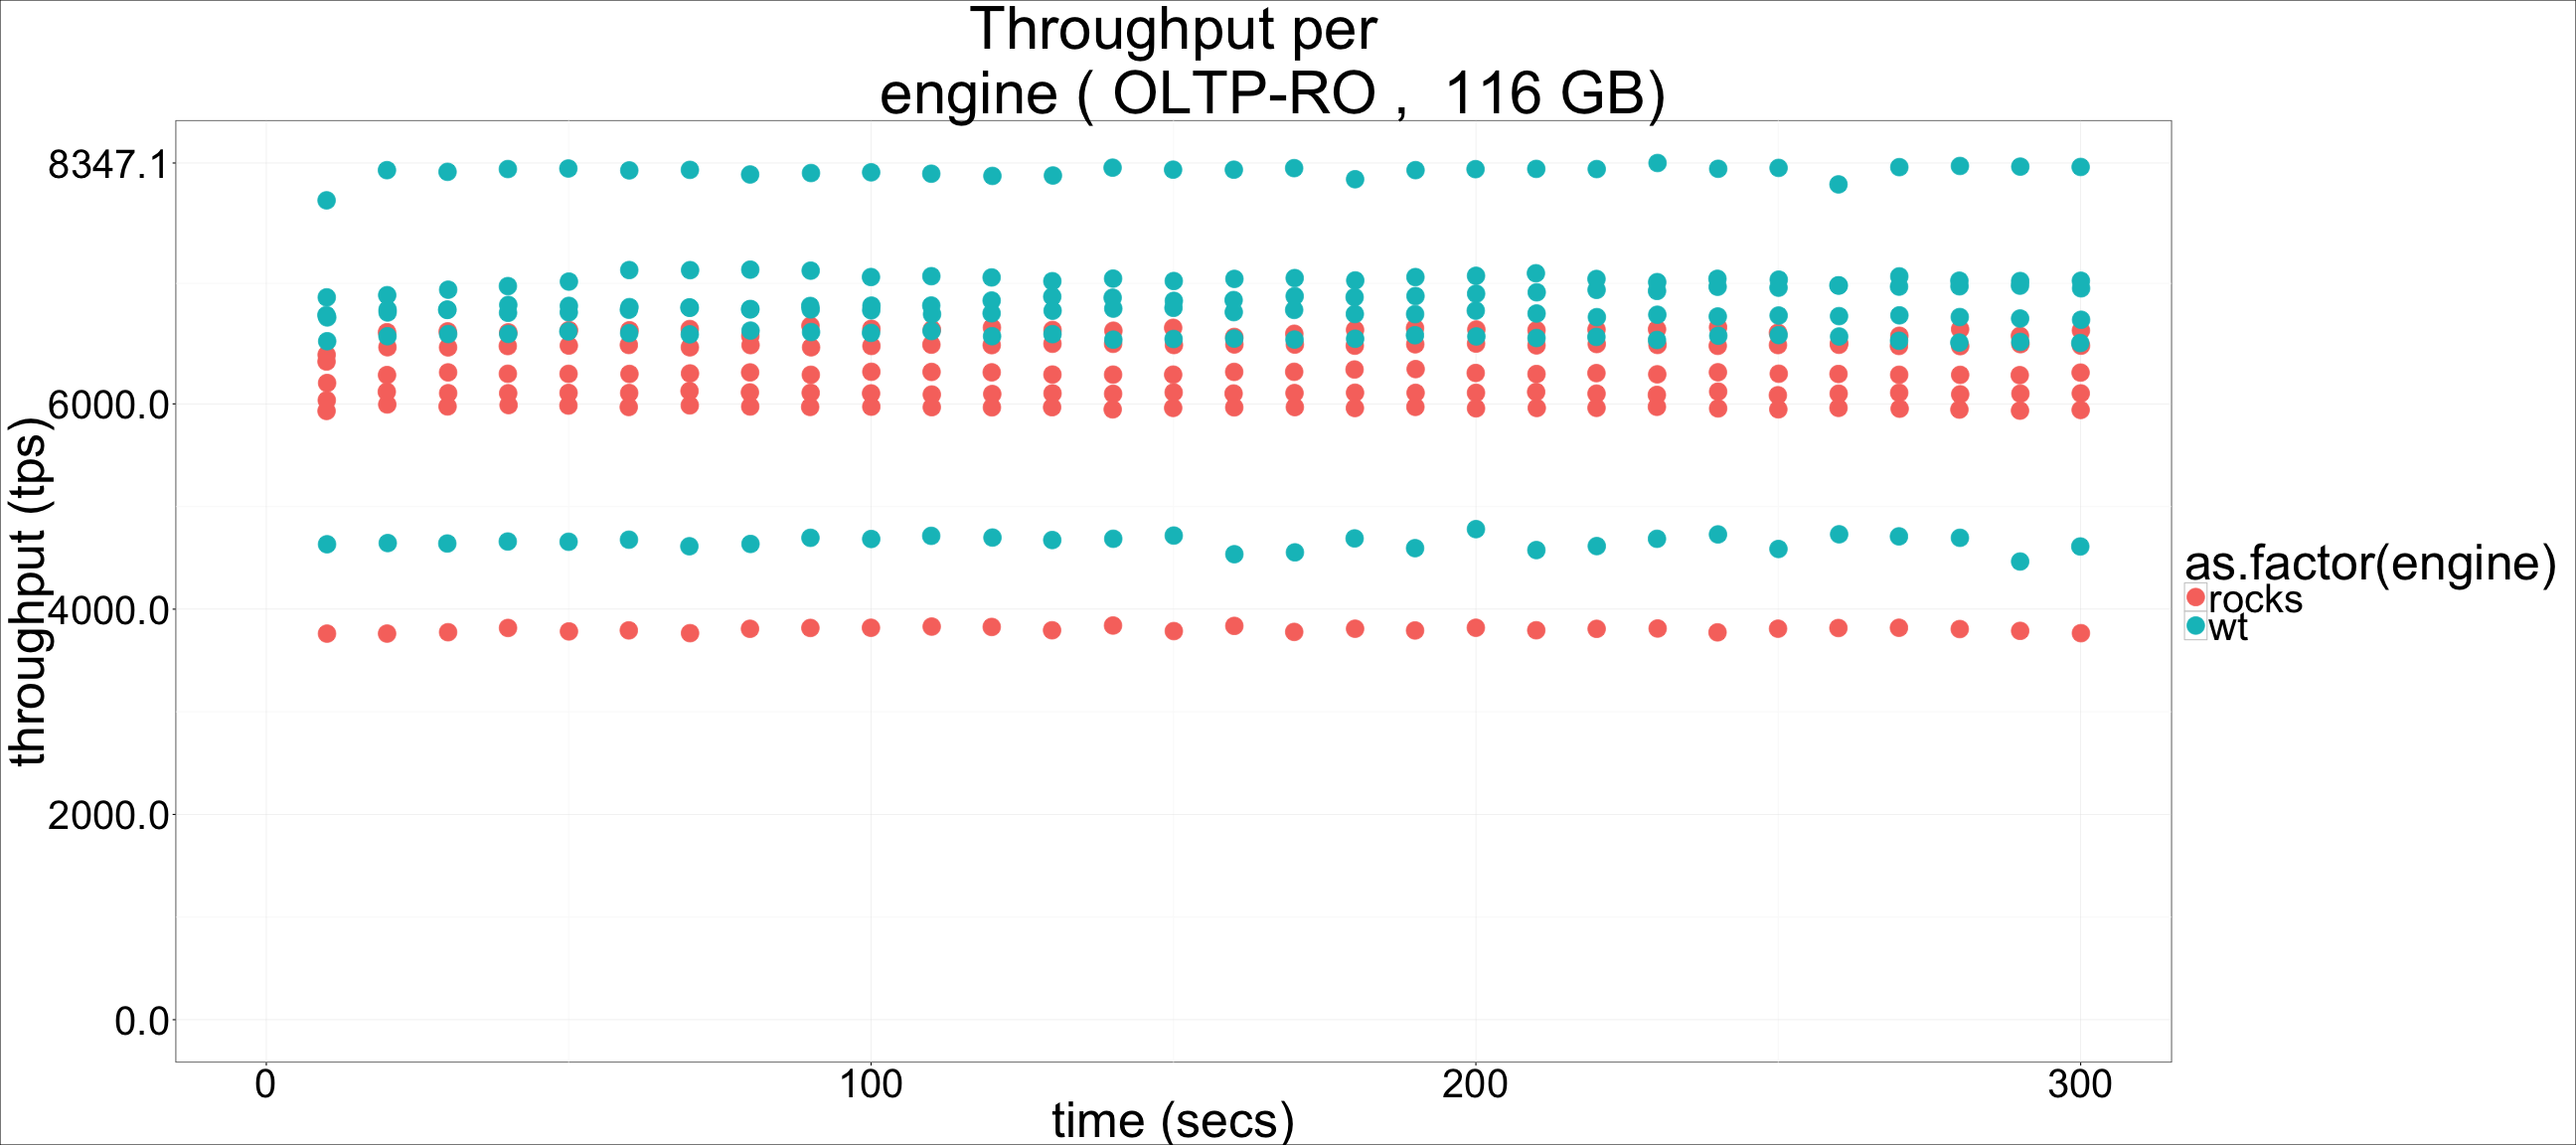 Throughput per
engine ( OLTP-RO ,  116 GB)
8347.1
6000.0
4000.0
2000.0
0.0
throughput (tps)
0
100
200
300
time (secs)
as.factor(engine)
rocks
wt